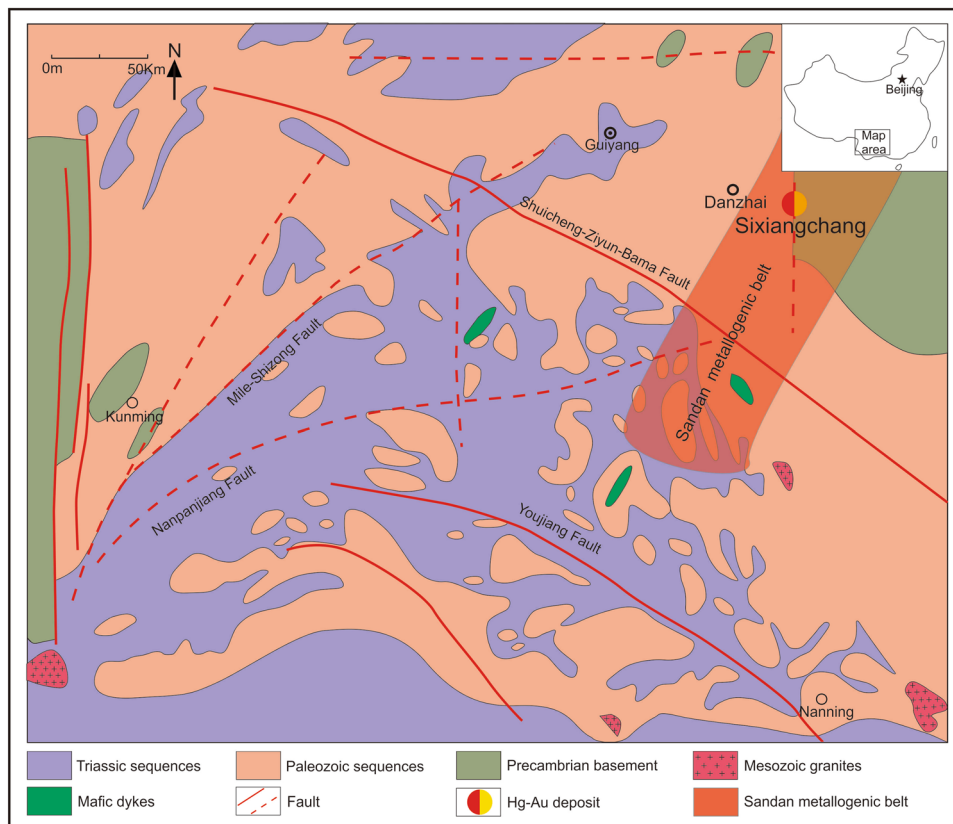 N
0m 50Km
Beijing
Map
area
Guiyang
Danzhai
Sixiangchang
Shuicheng-Ziyun-Bama Fault
Mile-Shizong Fault
Sandan metallogenic belt
Kunming
Nanpanjiang Fault
Youjiang Fault
Nanning
Triassic sequences
Paleozoic sequences
Precambrian basement
Mesozoic granites
Mafic dykes
Fault
Hg-Au deposit
Sandan metallogenic belt